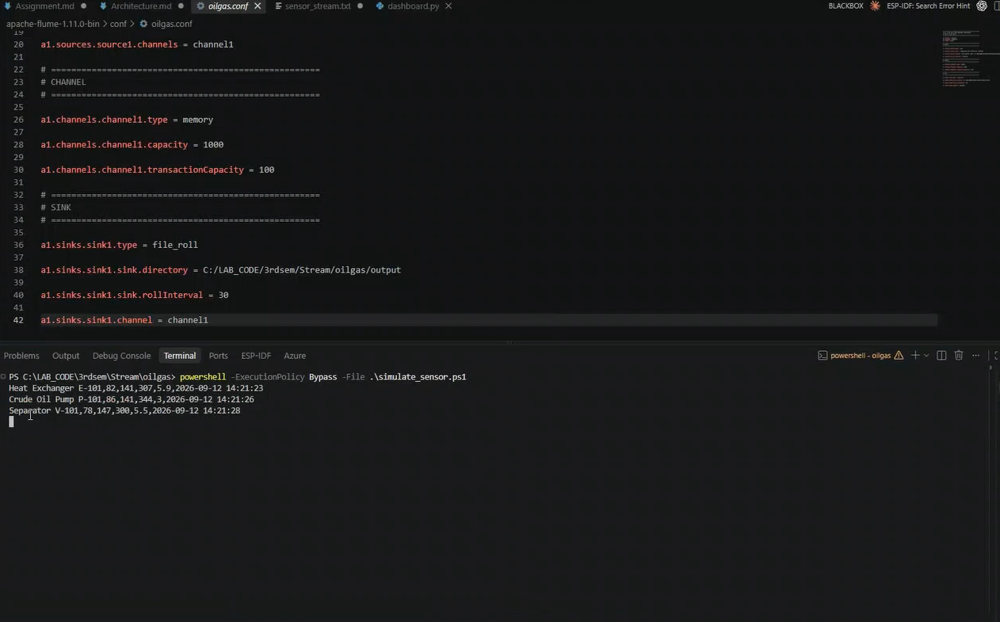 Assignment.md
Architecture.md
oilgas.conf
sensor_stream.txt
dashboard.py
BLACKBOX
ESP-IDF: Search Error Hint
apache-flume-1.11.0-bin > conf > oilgas.conf
19
20 a1.sources.source1.channels = channel1
21
22 # =====================================================
23 # CHANNEL
24 # =====================================================
25
26 a1.channels.channel1.type = memory
27
28 a1.channels.channel1.capacity = 1000
29
30 a1.channels.channel1.transactionCapacity = 100
31
32 # =====================================================
33 # SINK
34 # =====================================================
35
36 a1.sinks.sink1.type = file_roll
37
38 a1.sinks.sink1.sink.directory = C:/LAB_CODE/3rdsem/Stream/oilgas/output
39
40 a1.sinks.sink1.sink.rollInterval = 30
41
42 a1.sinks.sink1.channel = channel1
Problems Output Debug Console Terminal Ports ESP-IDF Azure
powershell - oilgas
PS C:\LAB_CODE\3rdsem\Stream\oilgas> powershell -ExecutionPolicy Bypass -File .\simulate_sensor.ps1
Heat Exchanger E-101,82,141,307,5.9,2026-09-12 14:21:23
Crude Oil Pump P-101,86,141,344,3,2026-09-12 14:21:26
Separator V-101,78,147,300,5.5,2026-09-12 14:21:28